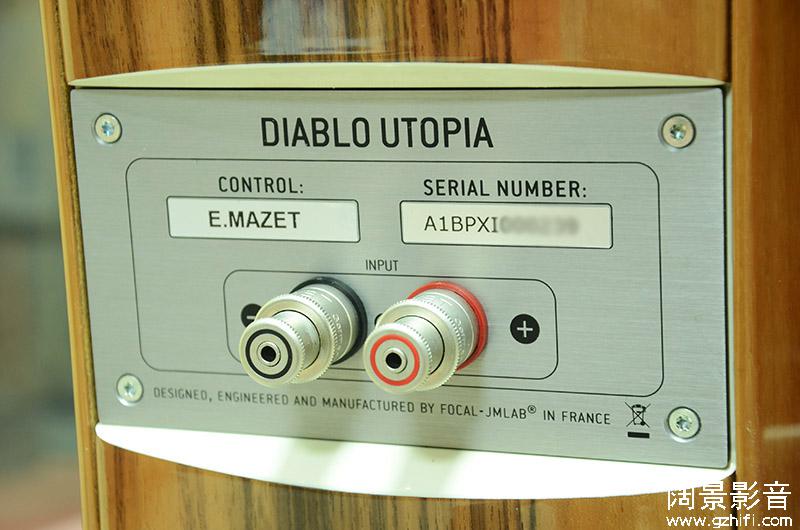 DIABLO UTOPIA
CONTROL:
E.MAZET
SERIAL NUMBER:
A1BPXI
INPUT
DESIGNED, ENGINEERED AND MANUFACTURED BY FOCAL-JMLAB® IN FRANCE
阔景影音
www.gzhifi.com